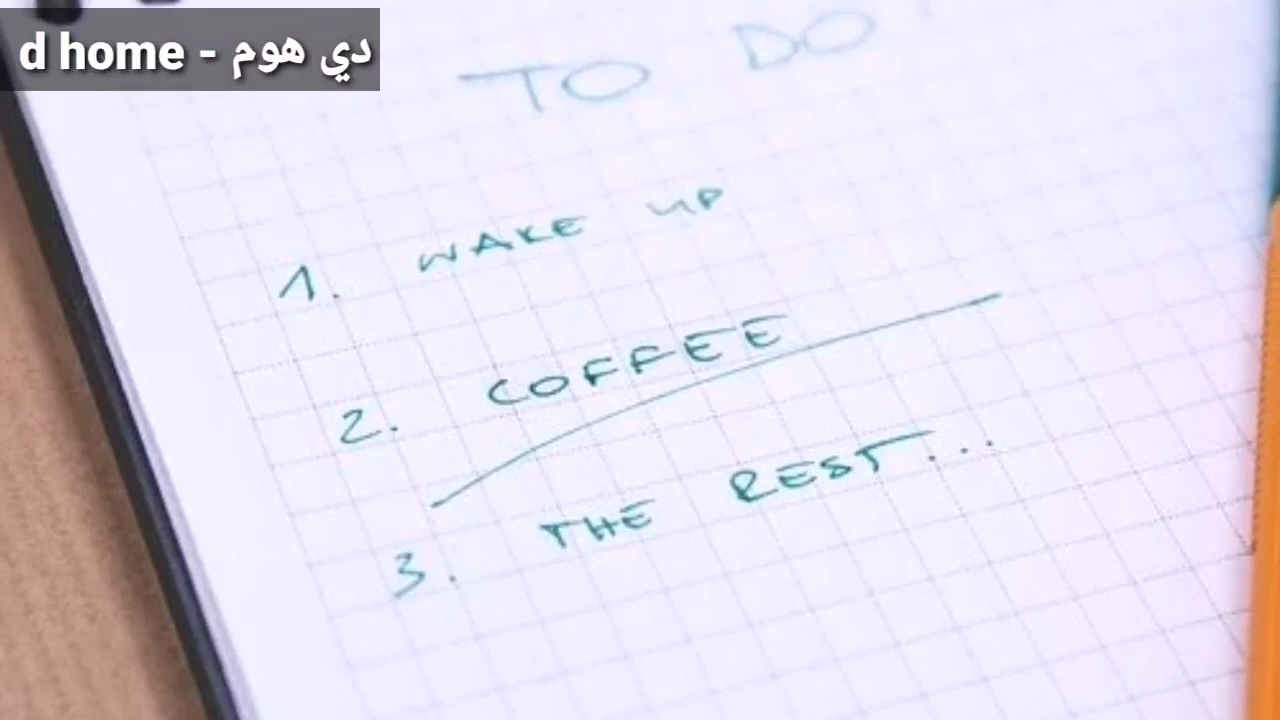 d home - دي هوم
TO DO
1. WAKE UP
2. COFFEE
3. THE REST...